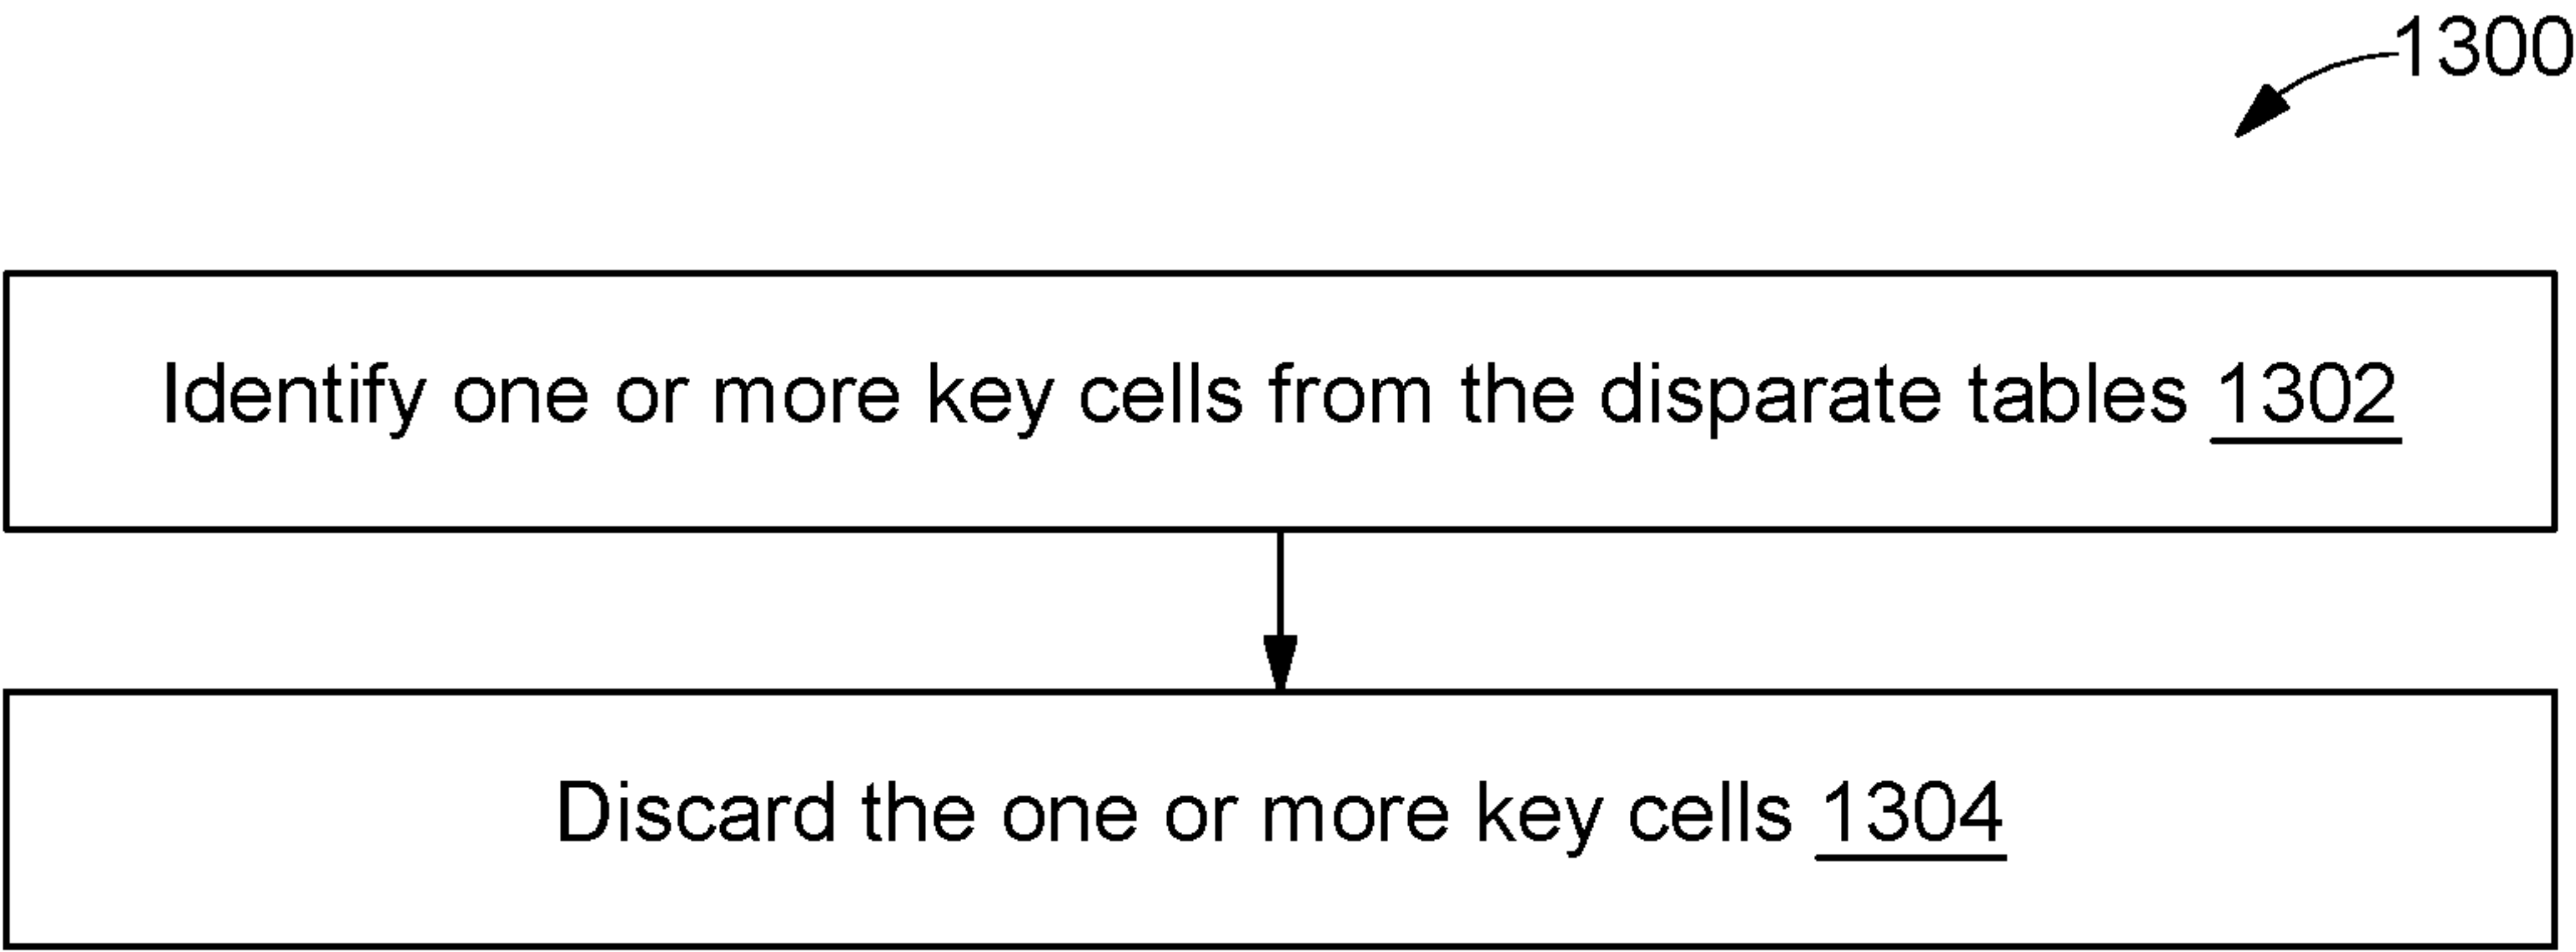 1300
Identify one or more key cells from the disparate tables 1302
Discard the one or more key cells 1304